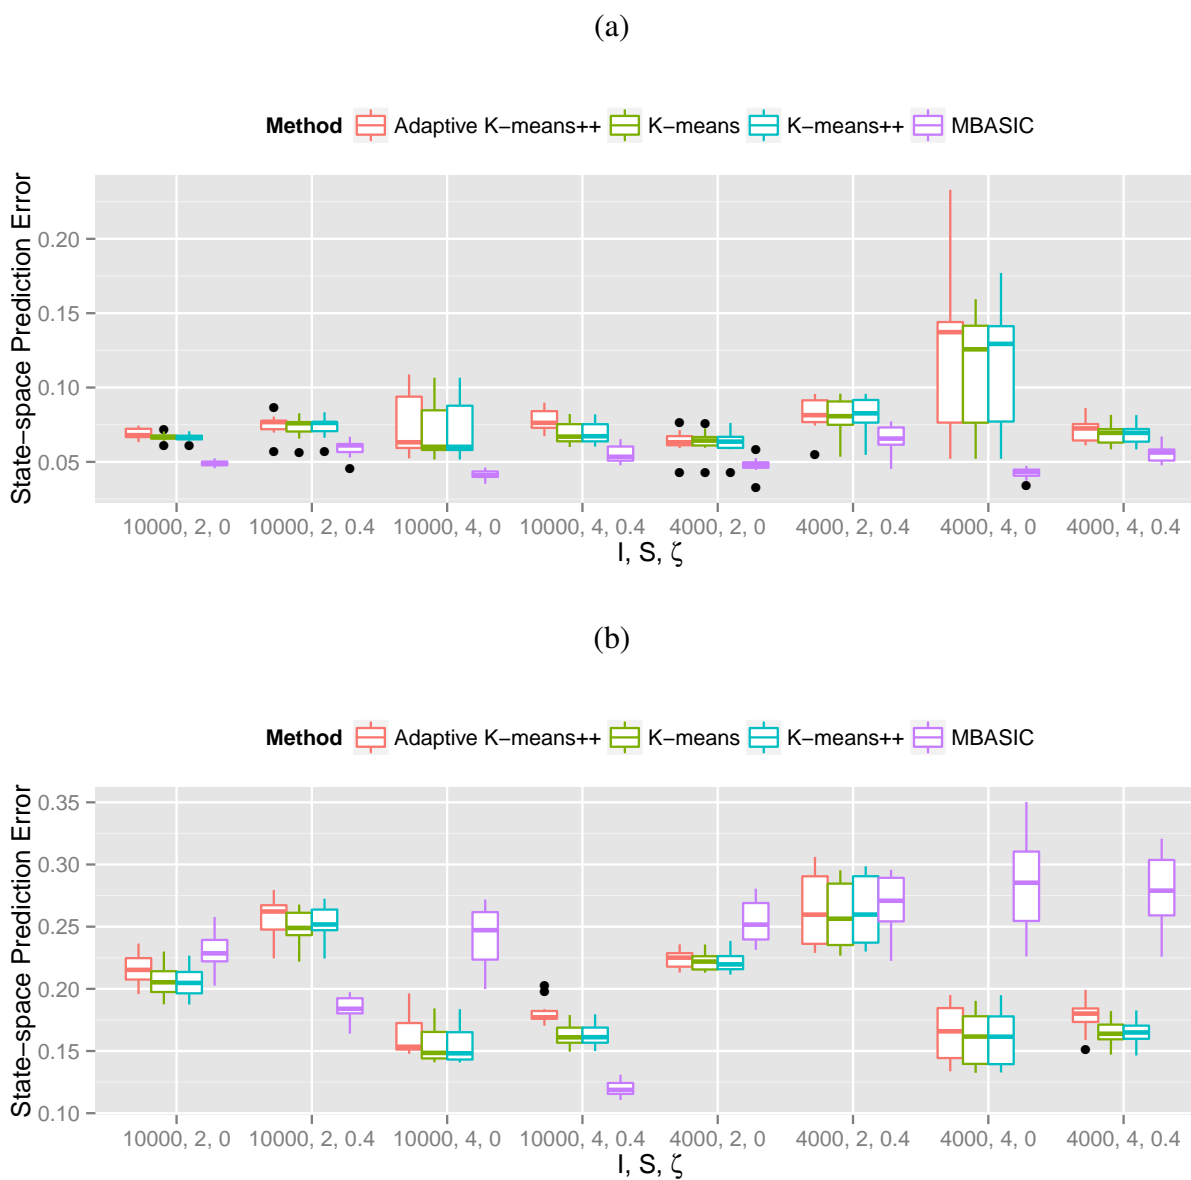 (a)
Method Adaptive K−means++ K−means K−means++ MBASIC
State−space Prediction Error
0.20
0.15
0.10
0.05
10000, 2, 0 10000, 2, 0.4 10000, 4, 0 10000, 4, 0.4 4000, 2, 0 4000, 2, 0.4 4000, 4, 0 4000, 4, 0.4
I, S, ζ
(b)
Method Adaptive K−means++ K−means K−means++ MBASIC
State−space Prediction Error
0.35
0.30
0.25
0.20
0.15
0.10
10000, 2, 0 10000, 2, 0.4 10000, 4, 0 10000, 4, 0.4 4000, 2, 0 4000, 2, 0.4 4000, 4, 0 4000, 4, 0.4
I, S, ζ